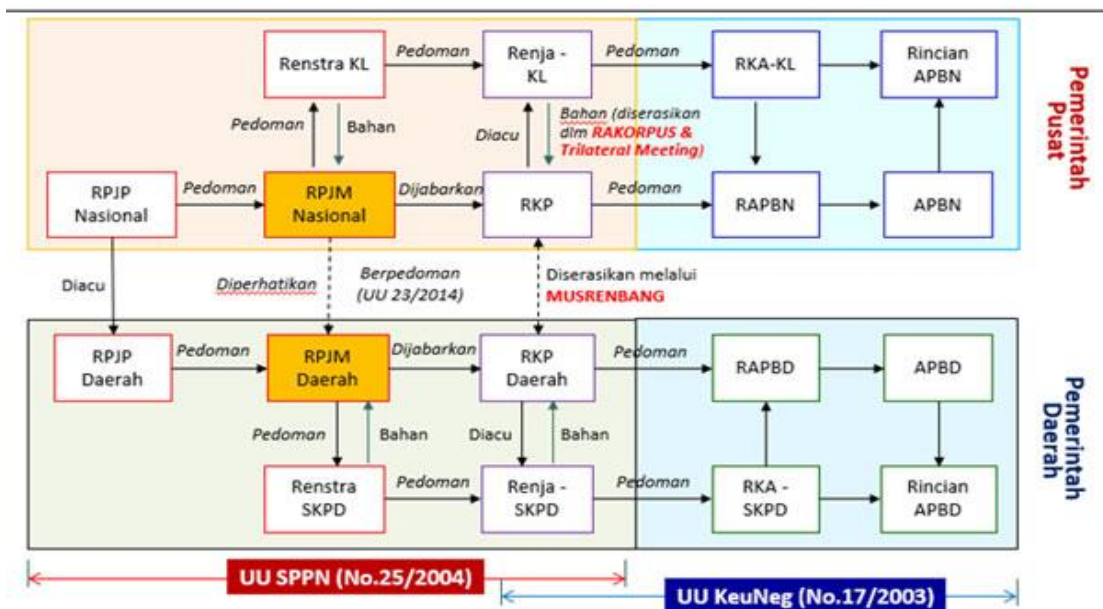 Renstra KL
Pedoman
Renja -
KL
Pedoman
RKA-KL
Rincian
APBN
Pedoman
Bahan
Diacu
Bahan (diserasikan
dlm RAKORPUS &
Trilateral Meeting)
RPJP
Nasional
Pedoman
RPJM
Nasional
Dijabarkan
RKP
Pedoman
RAPBN
APBN
Pemerintah
Pusat
Diacu
Diperhatikan
Berpedoman
(UU 23/2014)
Diserasikan melalui
MUSRENBANG
RPJP
Daerah
Pedoman
RPJM
Daerah
Dijabarkan
RKP
Daerah
Pedoman
RAPBD
APBD
Pedoman
Bahan
Diacu
Bahan
Renstra
SKPD
Pedoman
Renja -
SKPD
Pedoman
RKA -
SKPD
Rincian
APBD
Pemerintah
Daerah
UU SPPN (No.25/2004)
UU KeuNeg (No.17/2003)